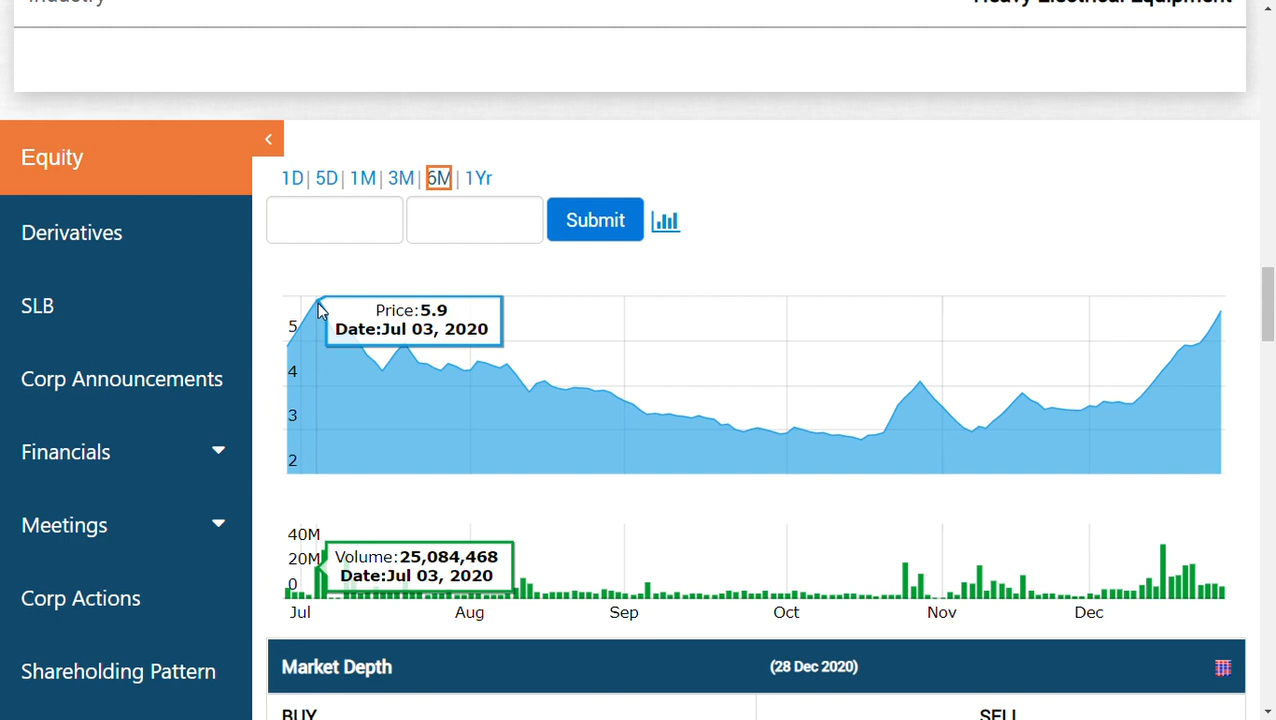 Industry
Heavy Electrical Equipment
Equity
Derivatives
SLB
Corp Announcements
Financials
Meetings
Corp Actions
Shareholding Pattern
1D| 5D| 1M| 3M| 6M | 1Yr
Submit
Price:5.9
Date:Jul 03, 2020
5
4
3
2
40M
20M
0
Volume:25,084,468
Date:Jul 03, 2020
Jul Aug Sep Oct Nov Dec
Market Depth (28 Dec 2020)
BUY SELL